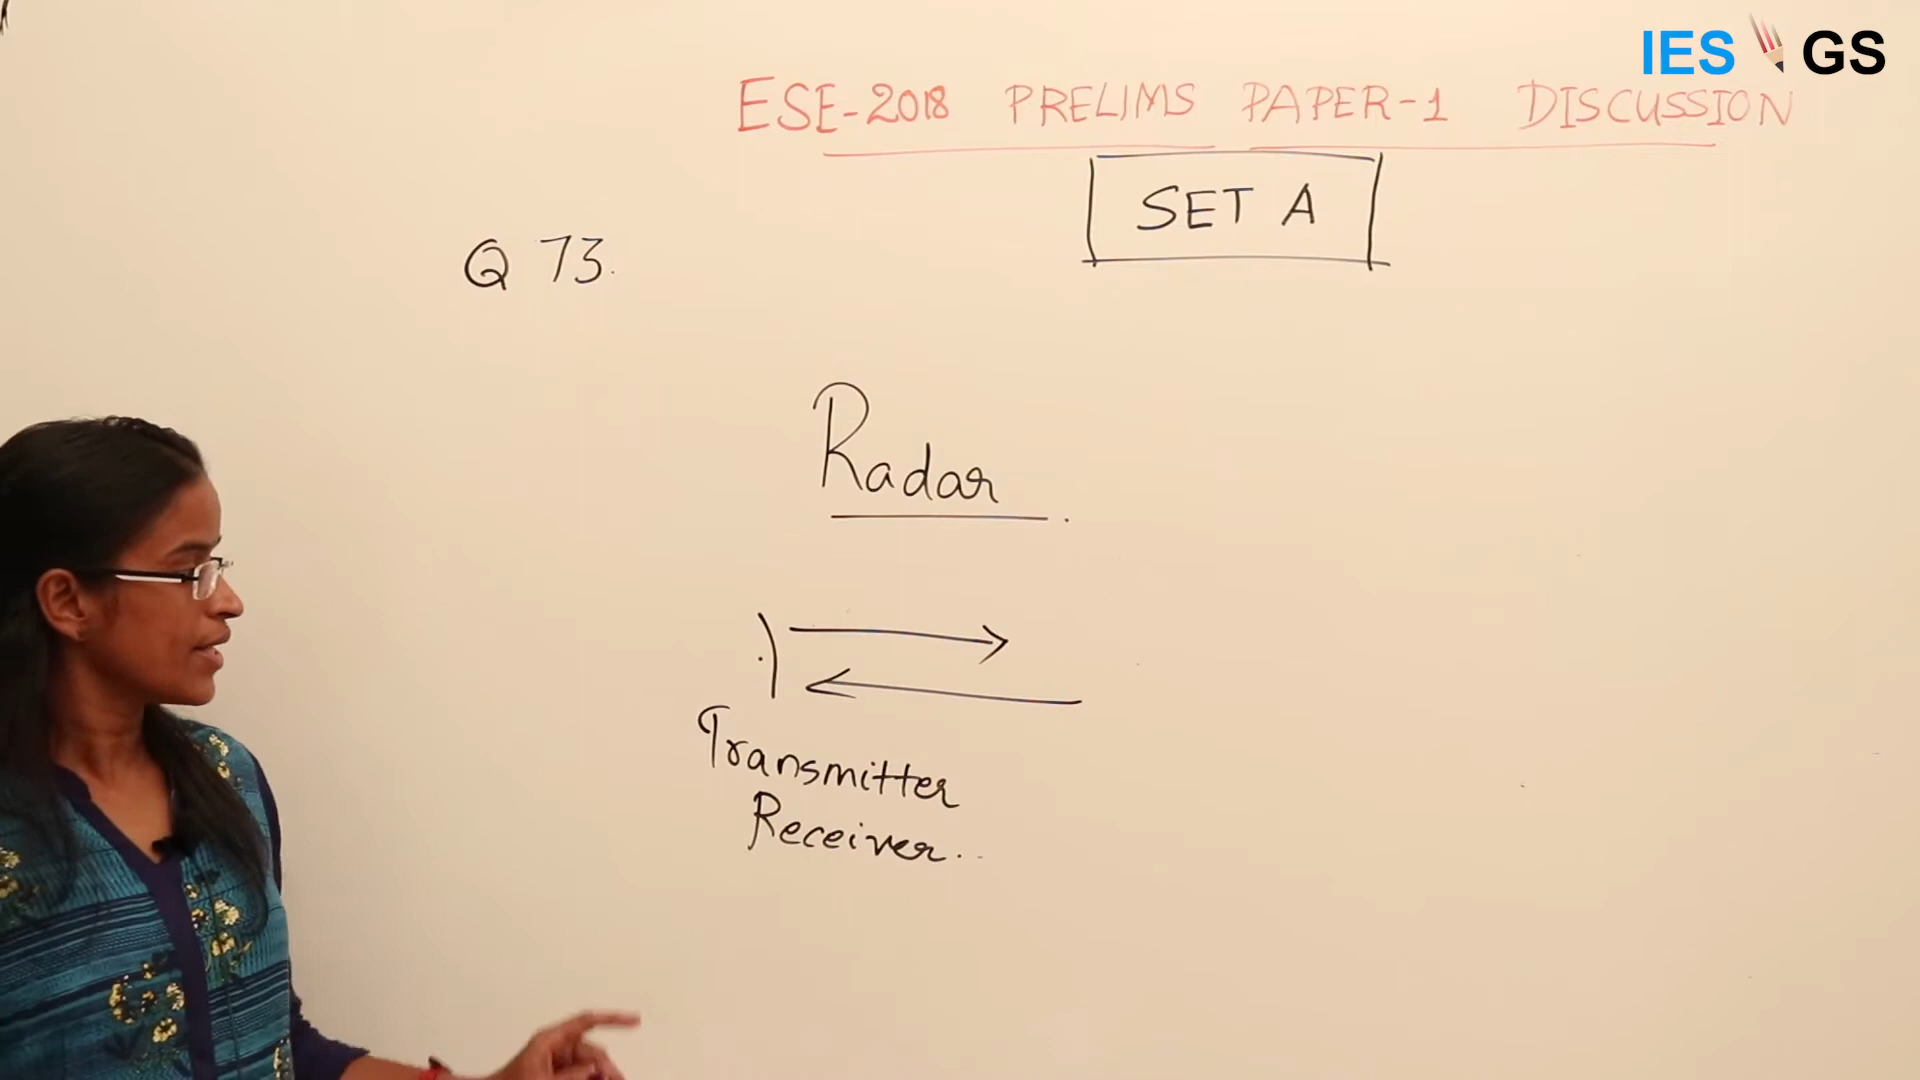 IES GS
ESE-2018 PRELIMS PAPER-1 DISCUSSION
SET A
Q 73.
Radar
Transmitter
Receiver..